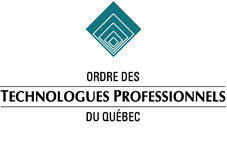 ORDRE DES
TECHNOLOGUES PROFESSIONNELS
DU QUÉBEC